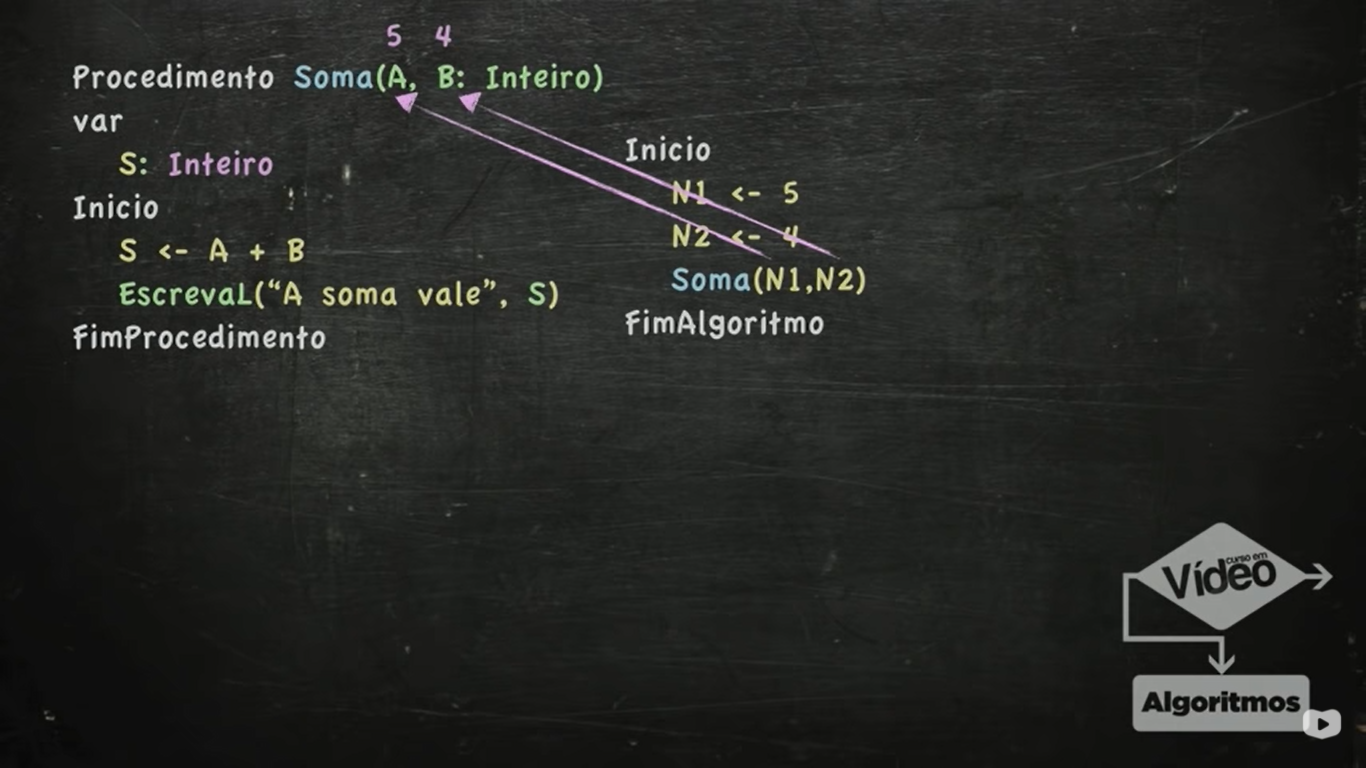 5 4
Procedimento Soma(A, B: Inteiro)
var
S: Inteiro
Inicio
S <- A + B
EscrevaL(“A soma vale”, S)
FimProcedimento
Inicio
N1 <- 5
N2 <- 4
Soma(N1,N2)
FimAlgoritmo
curso em
Vídeo
Algoritmos